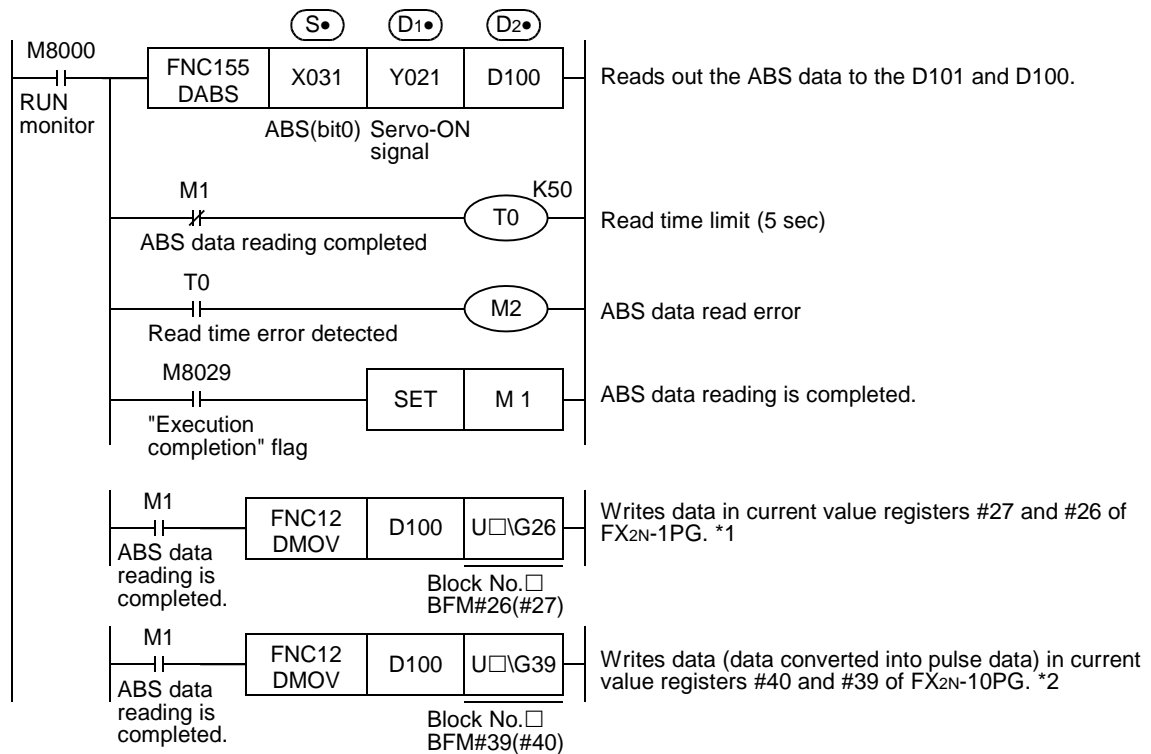 S• D1• D2•
M8000
FNC155
DABS
X031
Y021
D100
Reads out the ABS data to the D101 and D100.
RUN
monitor
ABS(bit0)
Servo-ON
signal
M1
K50
T0
Read time limit (5 sec)
ABS data reading completed
T0
M2
ABS data read error
Read time error detected
M8029
SET
M 1
ABS data reading is completed.
"Execution
completion" flag
M1
FNC12
DMOV
D100
U□\G26
Writes data in current value registers #27 and #26 of
FX2N-1PG. *1
ABS data
reading is
completed.
Block No.□
BFM#26(#27)
M1
FNC12
DMOV
D100
U□\G39
Writes data (data converted into pulse data) in current
value registers #40 and #39 of FX2N-10PG. *2
ABS data
reading is
completed.
Block No.□
BFM#39(#40)